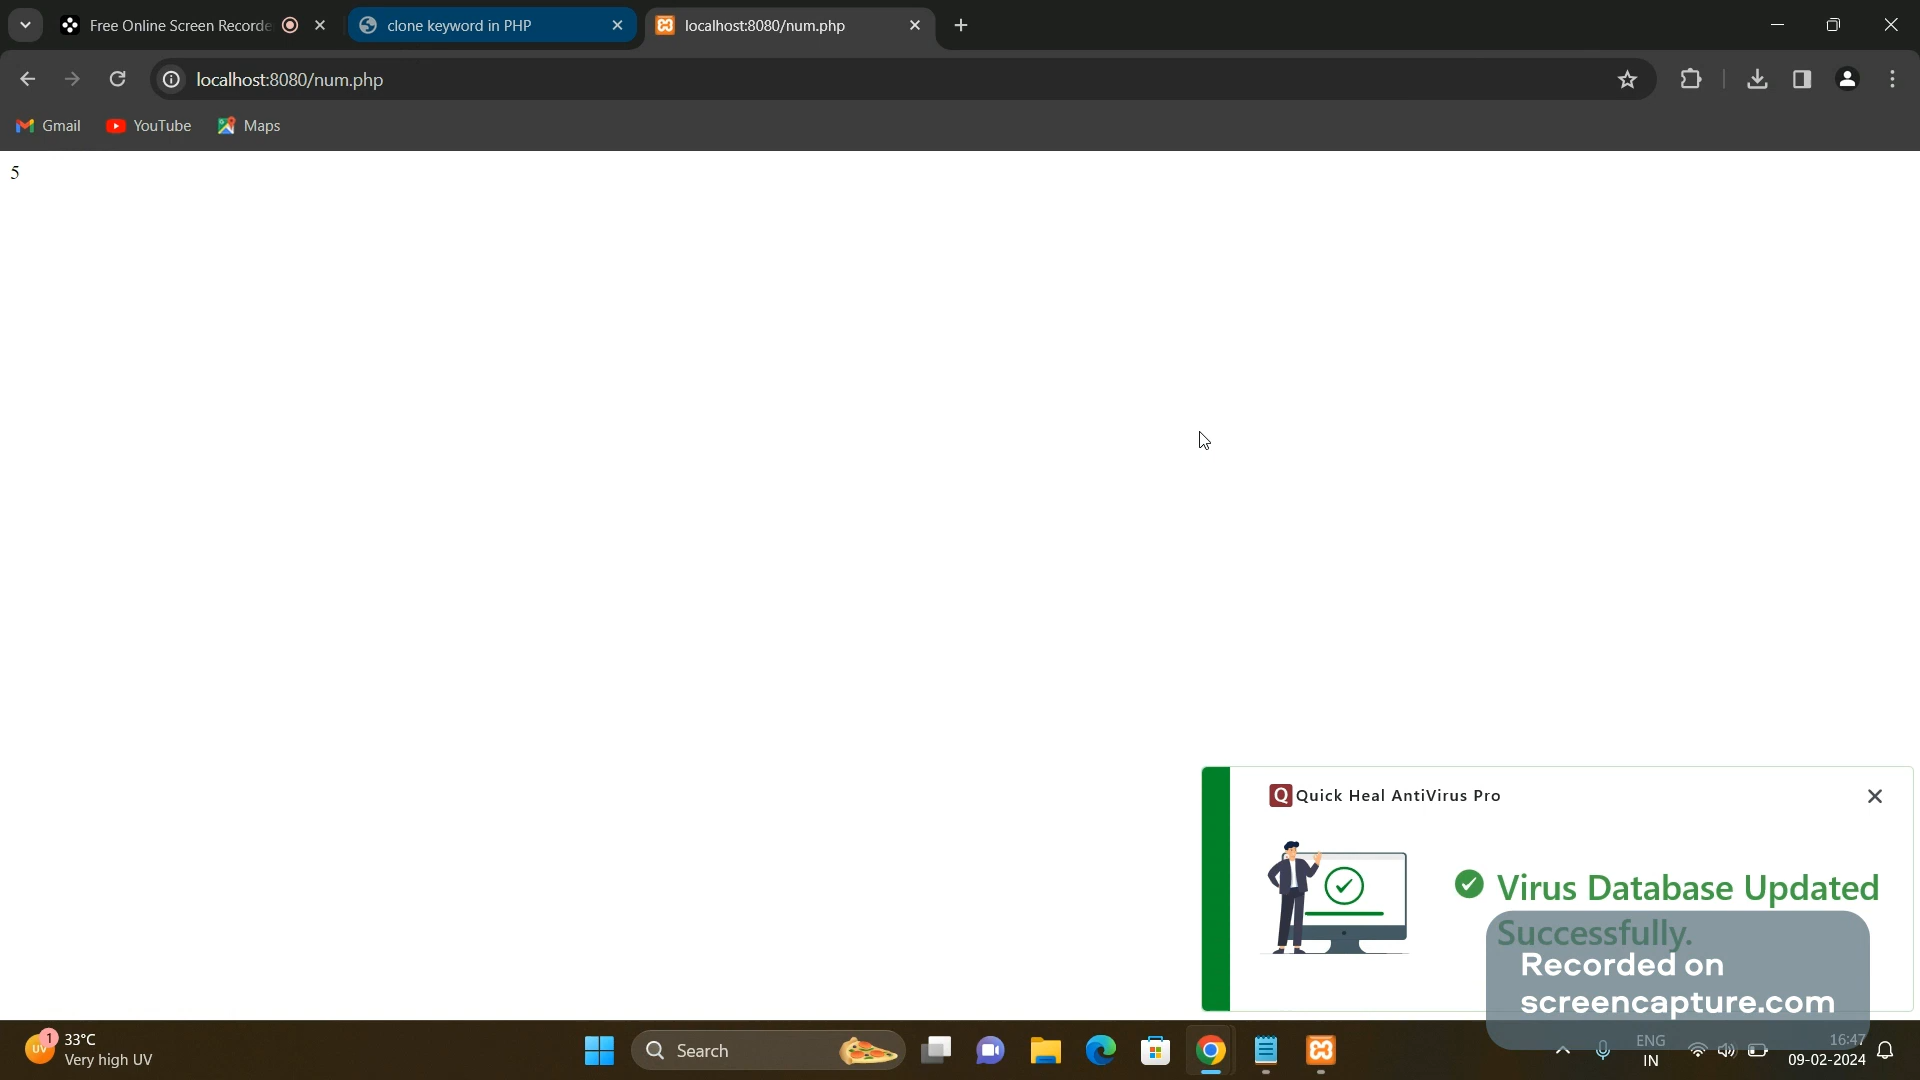 Free Online Screen Recorde
clone keyword in PHP
localhost:8080/num.php
localhost:8080/num.php
Gmail
YouTube
Maps
5
Q Quick Heal AntiVirus Pro
Virus Database Updated
Successfully.
Recorded on
screencapture.com
UV
1
33°C
Very high UV
Search
ENG
IN
16:47
09-02-2024